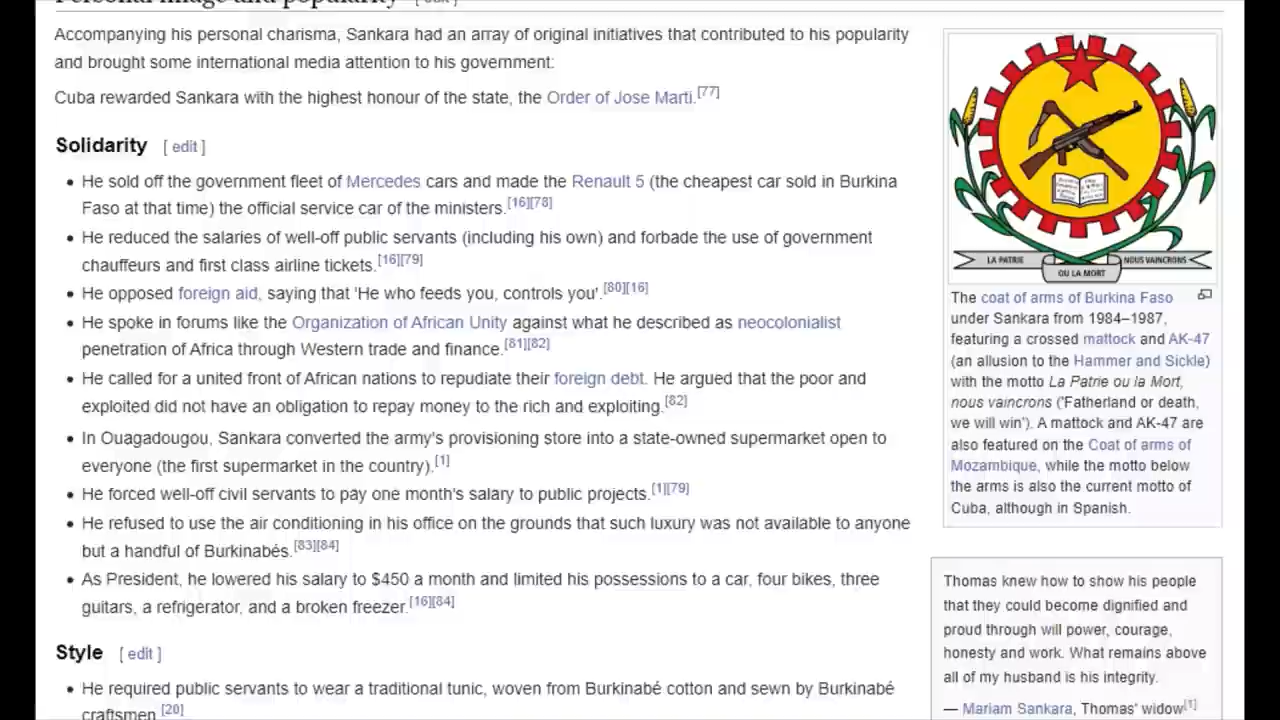 Personal image and popularity [ edit ]
Accompanying his personal charisma, Sankara had an array of original initiatives that contributed to his popularity
and brought some international media attention to his government:
Cuba rewarded Sankara with the highest honour of the state, the Order of Jose Marti.[77]
Solidarity [ edit ]
• He sold off the government fleet of Mercedes cars and made the Renault 5 (the cheapest car sold in Burkina
Faso at that time) the official service car of the ministers.[16][78]
• He reduced the salaries of well-off public servants (including his own) and forbade the use of government
chauffeurs and first class airline tickets.[16][79]
• He opposed foreign aid, saying that 'He who feeds you, controls you'.[80][16]
• He spoke in forums like the Organization of African Unity against what he described as neocolonialist
penetration of Africa through Western trade and finance.[81][82]
• He called for a united front of African nations to repudiate their foreign debt. He argued that the poor and
exploited did not have an obligation to repay money to the rich and exploiting.[82]
• In Ouagadougou, Sankara converted the army's provisioning store into a state-owned supermarket open to
everyone (the first supermarket in the country).[1]
• He forced well-off civil servants to pay one month's salary to public projects.[1][79]
• He refused to use the air conditioning in his office on the grounds that such luxury was not available to anyone
but a handful of Burkinabés.[83][84]
• As President, he lowered his salary to $450 a month and limited his possessions to a car, four bikes, three
guitars, a refrigerator, and a broken freezer.[16][84]
Style [ edit ]
• He required public servants to wear a traditional tunic, woven from Burkinabé cotton and sewn by Burkinabé
craftsmen.[20]
LA PATRIE
OU LA MORT
NOUS VAINCRONS
The coat of arms of Burkina Faso
under Sankara from 1984–1987,
featuring a crossed mattock and AK-47
(an allusion to the Hammer and Sickle)
with the motto La Patrie ou la Mort,
nous vaincrons ('Fatherland or death,
we will win'). A mattock and AK-47 are
also featured on the Coat of arms of
Mozambique, while the motto below
the arms is also the current motto of
Cuba, although in Spanish.
Thomas knew how to show his people
that they could become dignified and
proud through will power, courage,
honesty and work. What remains above
all of my husband is his integrity.
— Mariam Sankara, Thomas' widow[1]